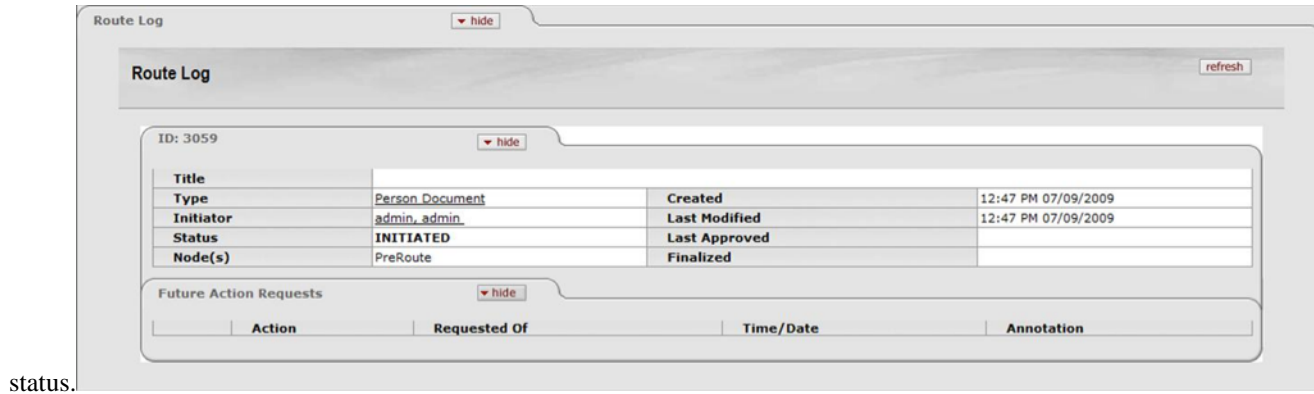 Route Log hide
Route Log refresh
ID: 3059 hide
Title
Type Person Document Created 12:47 PM 07/09/2009
Initiator admin, admin Last Modified 12:47 PM 07/09/2009
Status INITIATED Last Approved
Node(s) PreRoute Finalized
Future Action Requests hide
Action Requested Of Time/Date Annotation
status.